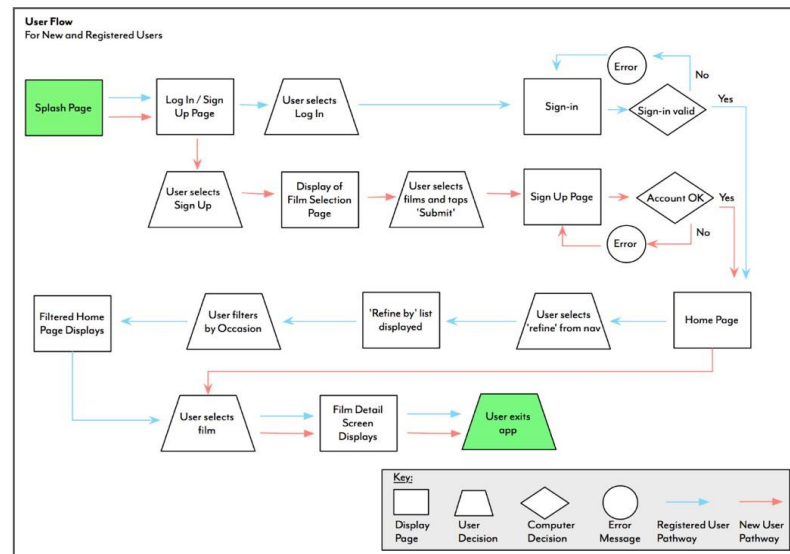 User Flow
For New and Registered Users
Splash Page
Log In / Sign
Up Page
User selects
Log In
Sign-in
Error
No
Sign-in valid
Yes
User selects
Sign Up
Display of
Film Selection
Page
User selects
films and taps
'Submit'
Sign Up Page
Account OK
Yes
No
Error
Filtered Home
Page Displays
User filters
by Occasion
'Refine by' list
displayed
User selects
'refine' from nav
Home Page
User selects
film
Film Detail
Screen
Displays
User exits
app
Key:
Display
Page
User
Decision
Computer
Decision
Error
Message
Registered User
Pathway
New User
Pathway